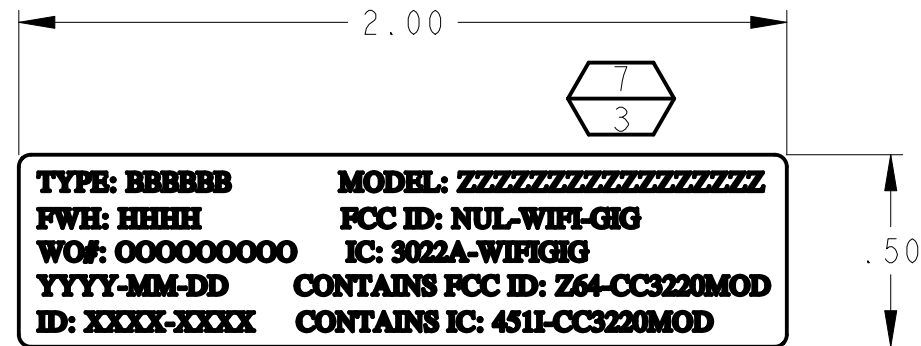 2.00
7
3
TYPE: BBBBBB MODEL: ZZZZZZZZZZZZZZZZZ
FWH: HHHH FCC ID: NUL-WIFI-GIG
.50
WO#: OOOOOOOOO IC: 3022A-WIFIGIG
YYYY-MM-DD CONTAINS FCC ID: Z64-CC3220MOD
ID: XXXX-XXXX CONTAINS IC: 451I-CC3220MOD